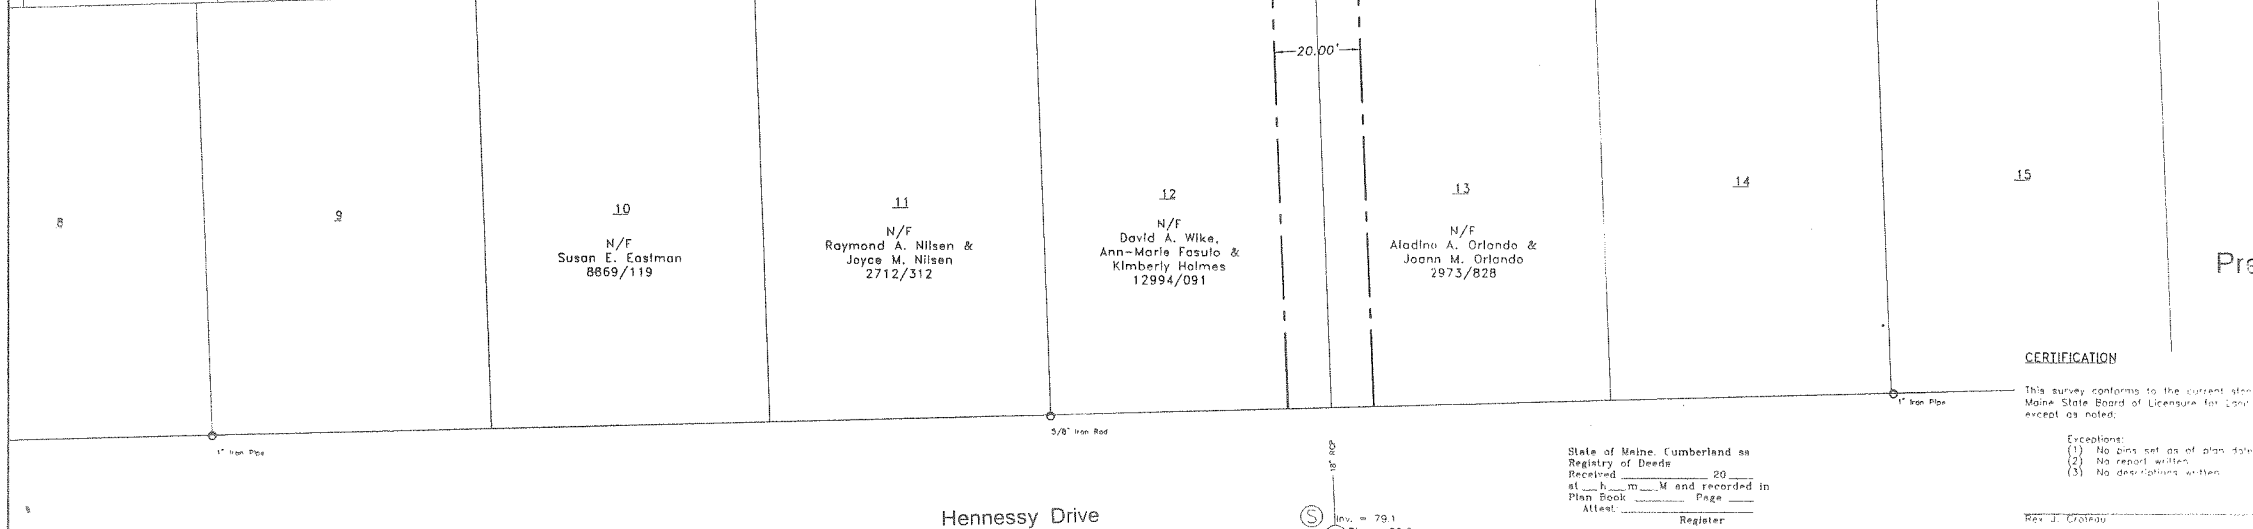 20.00'
8
9
10
N/F
Susan E. Eastman
8869/119
11
N/F
Raymond A. Nilsen &
Joyce M. Nilsen
2712/312
12
N/F
David A. Wike,
Ann-Marie Fasulo &
Kimberly Holmes
12994/091
13
N/F
Aladino A. Orlando &
Joann M. Orlando
2973/828
14
15
Pre
1" Iron Pipe
5/8" Iron Rod
1" Iron Pipe
18" RCP
Hennessy Drive
S
Inv. = 79.1
State of Maine, Cumberland ss
Registry of Deeds
Received 20
at h m M and recorded in
Plan Book Page
Attest:
Register
CERTIFICATION
This survey conforms to the current
Maine State Board of Licensure for
except as noted;
Exceptions:
(1) No pins set as of plan date
(2) No report written
(3) No descriptions written
Rex J. Croteau